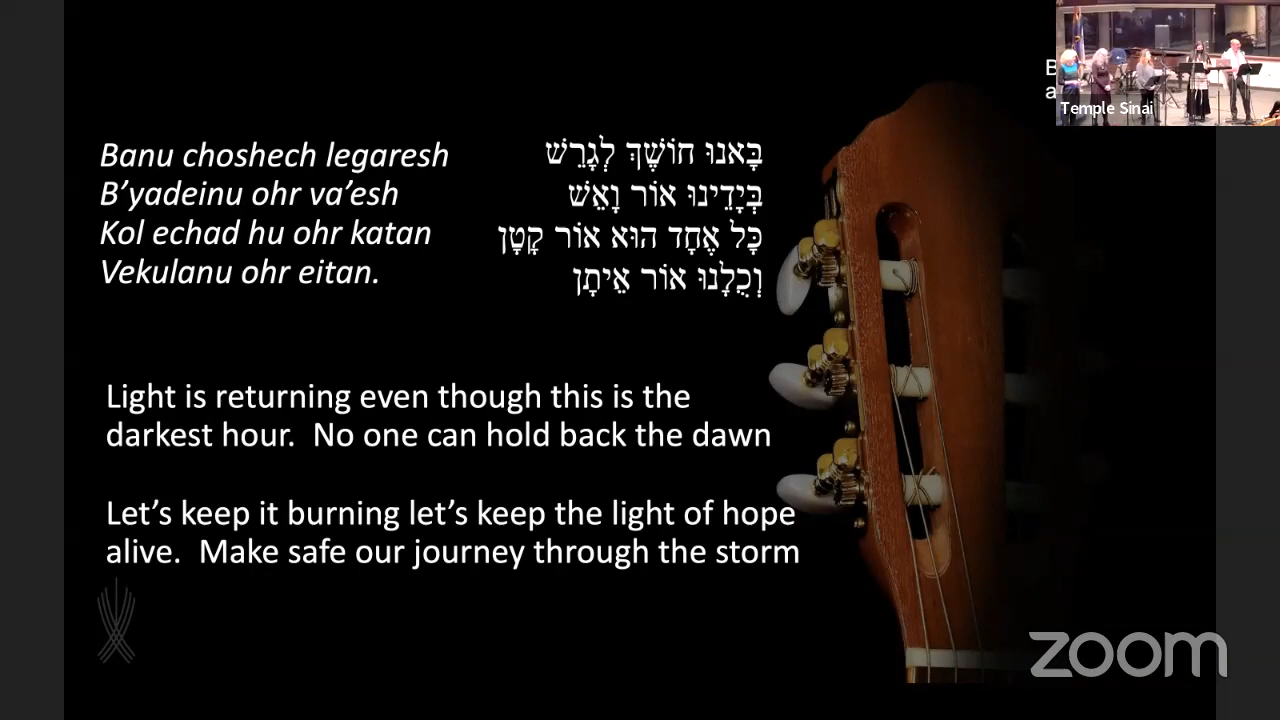 Banu choshech legaresh
B’yadeinu ohr va’esh
Kol echad hu ohr katan
Vekulanu ohr eitan.
בָּאנוּ חוֹשֶׁךְ לְגָרֵשׁ
בְּיָדֵינוּ אוֹר וָאֵשׁ
כָּל אֶחָד הוּא אוֹר קָטָן
וְכֻלָנוּ אוֹר אֵיתָן
Light is returning even though this is the
darkest hour.  No one can hold back the dawn
Let’s keep it burning let’s keep the light of hope
alive.  Make safe our journey through the storm
Temple Sinai
zoom